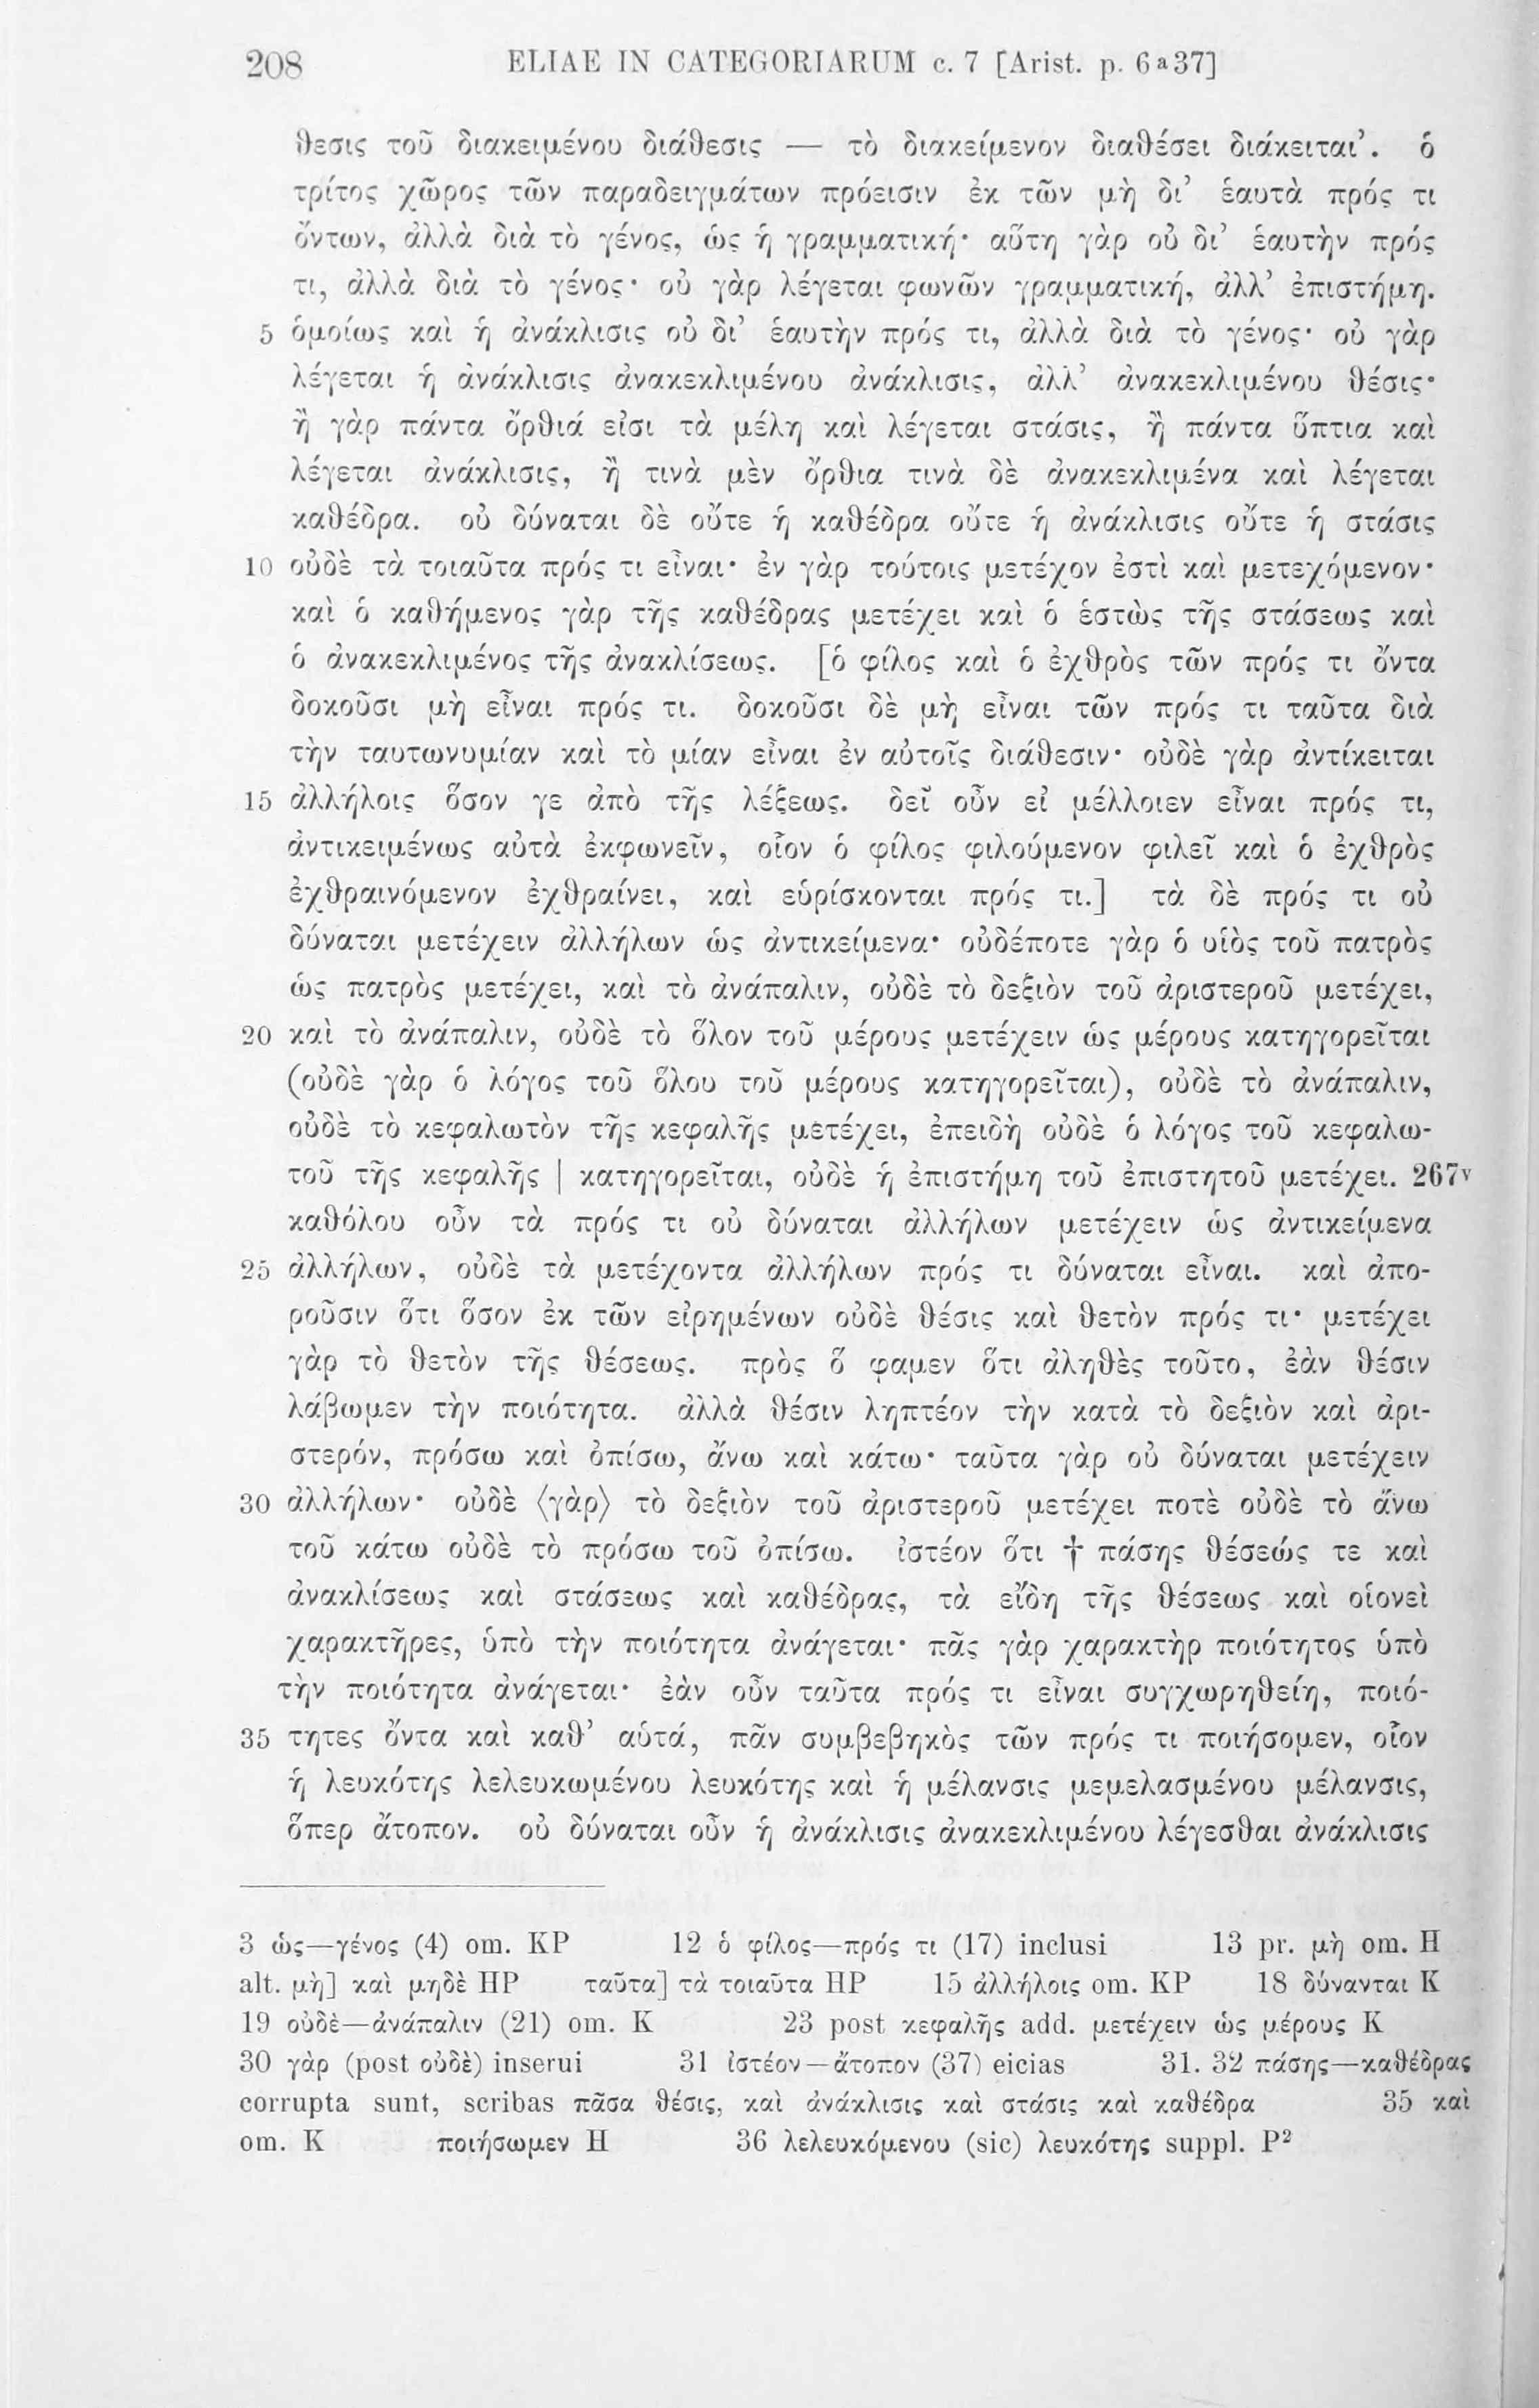 208 ELIAE IN CATEGORIARUM c. 7 [Arist. p. 6ª37]
θεσις τοῦ διακειμένου διάθεσις — τὸ διακείμενον διαθέσει διάκειται’. ὁ
τρίτος χῶρος τῶν παραδειγμάτων πρόεισιν ἐκ τῶν μὴ δι’ ἑαυτὰ πρός τι
ὄντων, ἀλλὰ διὰ τὸ γένος, ὡς ἡ γραμματική· αὕτη γὰρ οὐ δι’ ἑαυτὴν πρός
τι, ἀλλὰ διὰ τὸ γένος· οὐ γὰρ λέγεται φωνῶν γραμματική, ἀλλ’ ἐπιστήμη.
5 ὁμοίως καὶ ἡ ἀνάκλισις οὐ δι’ ἑαυτὴν πρός τι, ἀλλὰ διὰ τὸ γένος· οὐ γὰρ
λέγεται ἡ ἀνάκλισις ἀνακεκλιμένου ἀνάκλισις, ἀλλ’ ἀνακεκλιμένου θέσις·
ἢ γὰρ πάντα ὄρθιά εἰσι τὰ μέλη καὶ λέγεται στάσις, ἢ πάντα ὕπτια καὶ
λέγεται ἀνάκλισις, ἢ τινὰ μὲν ὄρθια τινὰ δὲ ἀνακεκλιμένα καὶ λέγεται
καθέδρα. οὐ δύναται δὲ οὔτε ἡ καθέδρα οὔτε ἡ ἀνάκλισις οὔτε ἡ στάσις
10 οὐδὲ τὰ τοιαῦτα πρός τι εἶναι· ἐν γὰρ τούτοις μετέχον ἐστὶ καὶ μετεχόμενον·
καὶ ὁ καθήμενος γὰρ τῆς καθέδρας μετέχει καὶ ὁ ἑστὼς τῆς στάσεως καὶ
ὁ ἀνακεκλιμένος τῆς ἀνακλίσεως. [ὁ φίλος καὶ ὁ ἐχθρὸς τῶν πρός τι ὄντα
δοκοῦσι μὴ εἶναι πρός τι. δοκοῦσι δὲ μὴ εἶναι τῶν πρός τι ταῦτα διὰ
τὴν ταυτωνυμίαν καὶ τὸ μίαν εἶναι ἐν αὐτοῖς διάθεσιν· οὐδὲ γὰρ ἀντίκειται
15 ἀλλήλοις ὅσον γε ἀπὸ τῆς λέξεως. δεῖ οὖν εἰ μέλλοιεν εἶναι πρός τι,
ἀντικειμένως αὐτὰ ἐκφωνεῖν, οἷον ὁ φίλος φιλούμενον φιλεῖ καὶ ὁ ἐχθρὸς
ἐχθραινόμενον ἐχθραίνει, καὶ εὑρίσκονται πρός τι.] τὰ δὲ πρός τι οὐ
δύναται μετέχειν ἀλλήλων ὡς ἀντικείμενα· οὐδέποτε γὰρ ὁ υἱὸς τοῦ πατρὸς
ὡς πατρὸς μετέχει, καὶ τὸ ἀνάπαλιν, οὐδὲ τὸ δεξιὸν τοῦ ἀριστεροῦ μετέχει,
20 καὶ τὸ ἀνάπαλιν, οὐδὲ τὸ ὅλον τοῦ μέρους μετέχειν ὡς μέρους κατηγορεῖται
(οὐδὲ γὰρ ὁ λόγος τοῦ ὅλου τοῦ μέρους κατηγορεῖται), οὐδὲ τὸ ἀνάπαλιν,
οὐδὲ τὸ κεφαλωτὸν τῆς κεφαλῆς μετέχει, ἐπειδὴ οὐδὲ ὁ λόγος τοῦ κεφαλω-
τοῦ τῆς κεφαλῆς | κατηγορεῖται, οὐδὲ ἡ ἐπιστήμη τοῦ ἐπιστητοῦ μετέχει. 267ᵛ
καθόλου οὖν τὰ πρός τι οὐ δύναται ἀλλήλων μετέχειν ὡς ἀντικείμενα
25 ἀλλήλων, οὐδὲ τὰ μετέχοντα ἀλλήλων πρός τι δύναται εἶναι. καὶ ἀπο-
ροῦσιν ὅτι ὅσον ἐκ τῶν εἰρημένων οὐδὲ θέσις καὶ θετὸν πρός τι· μετέχει
γὰρ τὸ θετὸν τῆς θέσεως. πρὸς ὅ φαμεν ὅτι ἀληθὲς τοῦτο, ἐὰν θέσιν
λάβωμεν τὴν ποιότητα. ἀλλὰ θέσιν ληπτέον τὴν κατὰ τὸ δεξιὸν καὶ ἀρι-
στερόν, πρόσω καὶ ὀπίσω, ἄνω καὶ κάτω· ταῦτα γὰρ οὐ δύναται μετέχειν
30 ἀλλήλων· οὐδὲ ⟨γὰρ⟩ τὸ δεξιὸν τοῦ ἀριστεροῦ μετέχει ποτὲ οὐδὲ τὸ ἄνω
τοῦ κάτω οὐδὲ τὸ πρόσω τοῦ ὀπίσω. ἰστέον ὅτι † πάσης θέσεώς τε καὶ
ἀνακλίσεως καὶ στάσεως καὶ καθέδρας, τὰ εἴδη τῆς θέσεως καὶ οἱονεὶ
χαρακτῆρες, ὑπὸ τὴν ποιότητα ἀνάγεται· πᾶς γὰρ χαρακτὴρ ποιότητος ὑπὸ
τὴν ποιότητα ἀνάγεται· ἐὰν οὖν ταῦτα πρός τι εἶναι συγχωρηθείη, ποιό-
35 τητες ὄντα καὶ καθ’ αὑτά, πᾶν συμβεβηκὸς τῶν πρός τι ποιήσομεν, οἷον
ἡ λευκότης λελευκωμένου λευκότης καὶ ἡ μέλανσις μεμελασμένου μέλανσις,
ὅπερ ἄτοπον. οὐ δύναται οὖν ἡ ἀνάκλισις ἀνακεκλιμένου λέγεσθαι ἀνάκλισις
3 ὡς—γένος (4) om. KP 12 ὁ φίλος—πρός τι (17) inclusi 13 pr. μὴ om. H
alt. μὴ] καὶ μηδὲ HP ταῦτα] τὰ τοιαῦτα HP 15 ἀλλήλοις om. KP 18 δύνανται K
19 οὐδὲ—ἀνάπαλιν (21) om. K 23 post κεφαλῆς add. μετέχειν ὡς μέρους K
30 γὰρ (post οὐδὲ) inserui 31 ἰστέον—ἄτοπον (37) eicias 31. 32 πάσης—καθέδρας
corrupta sunt, scribas πᾶσα θέσις, καὶ ἀνάκλισις καὶ στάσις καὶ καθέδρα 35 καὶ
om. K ποιήσωμεν H 36 λελευκόμενου (sic) λευκότης suppl. P²